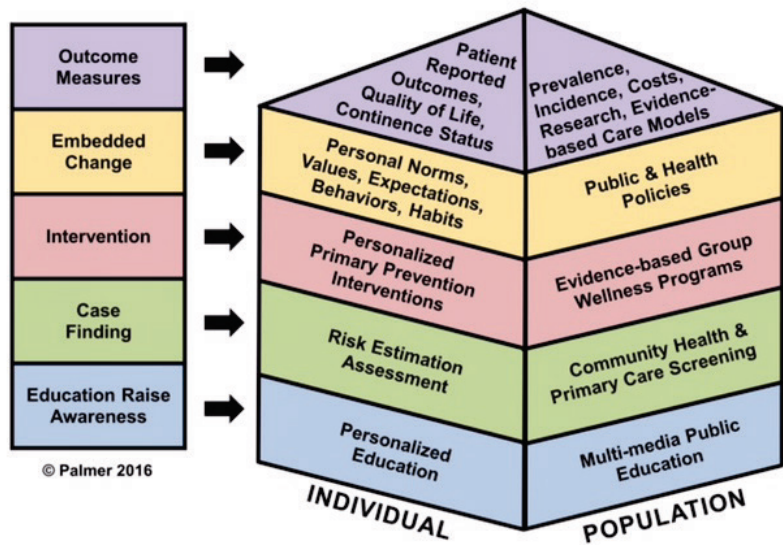 Outcome
Measures
Embedded
Change
Intervention
Case
Finding
Education Raise
Awareness
© Palmer 2016
Patient
Reported
Outcomes,
Quality of Life,
Continence Status
Prevalence,
Incidence, Costs,
Research, Evidence-
based Care Models
Personal Norms,
Values, Expectations,
Behaviors, Habits
Public & Health
Policies
Personalized
Primary Prevention
Interventions
Evidence-based Group
Wellness Programs
Risk Estimation
Assessment
Community Health &
Primary Care Screening
Personalized
Education
Multi-media Public
Education
INDIVIDUAL
POPULATION